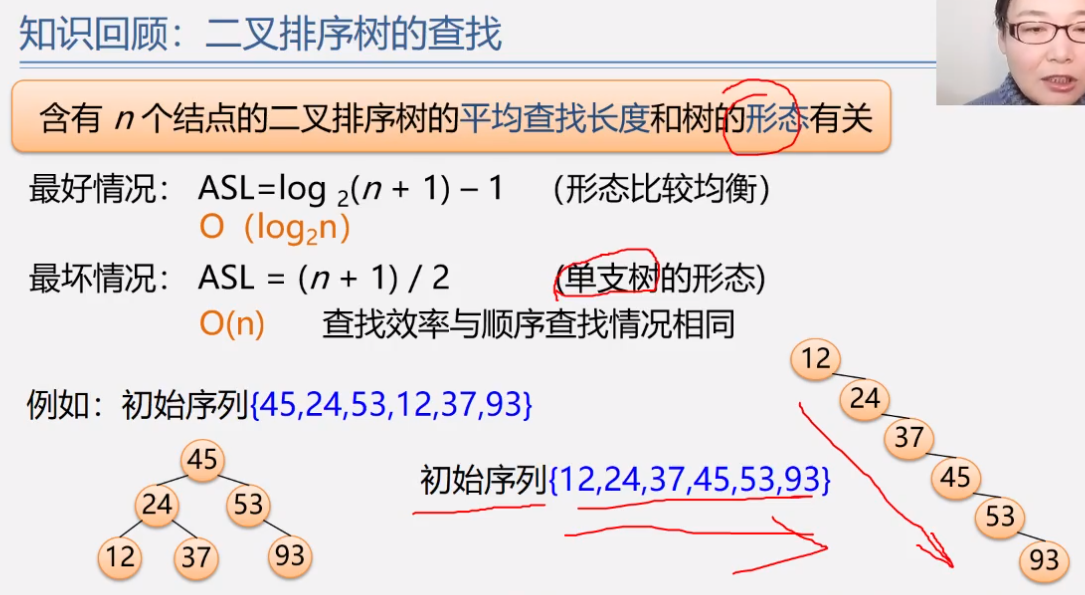 知识回顾：二叉排序树的查找
含有 n 个结点的二叉排序树的平均查找长度和树的形态有关
最好情况： ASL=log ₂(n + 1) – 1 （形态比较均衡）
O（log₂n）
最坏情况： ASL = (n + 1) / 2 (单支树的形态)
O(n) 查找效率与顺序查找情况相同
例如：初始序列{45,24,53,12,37,93}
45
24 53
12 37 93
初始序列{12,24,37,45,53,93}
12
24
37
45
53
93